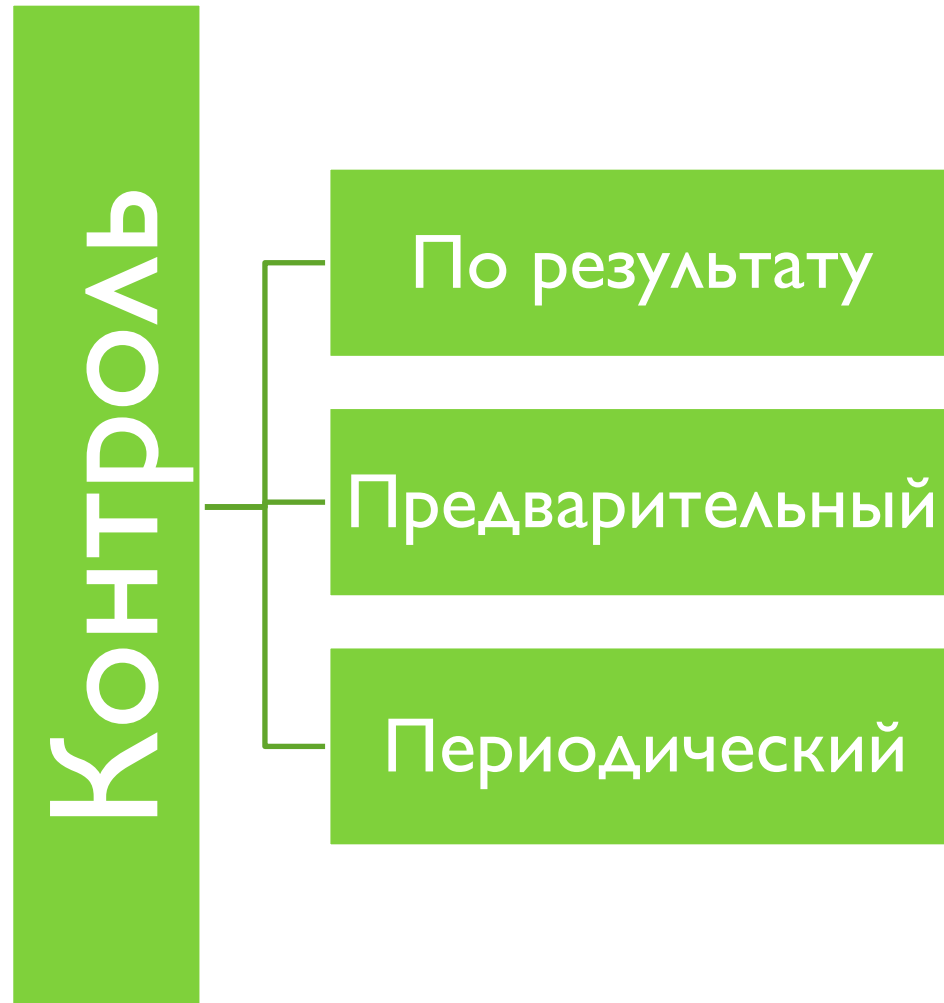 Контроль
По результату
Предварительный
Периодический